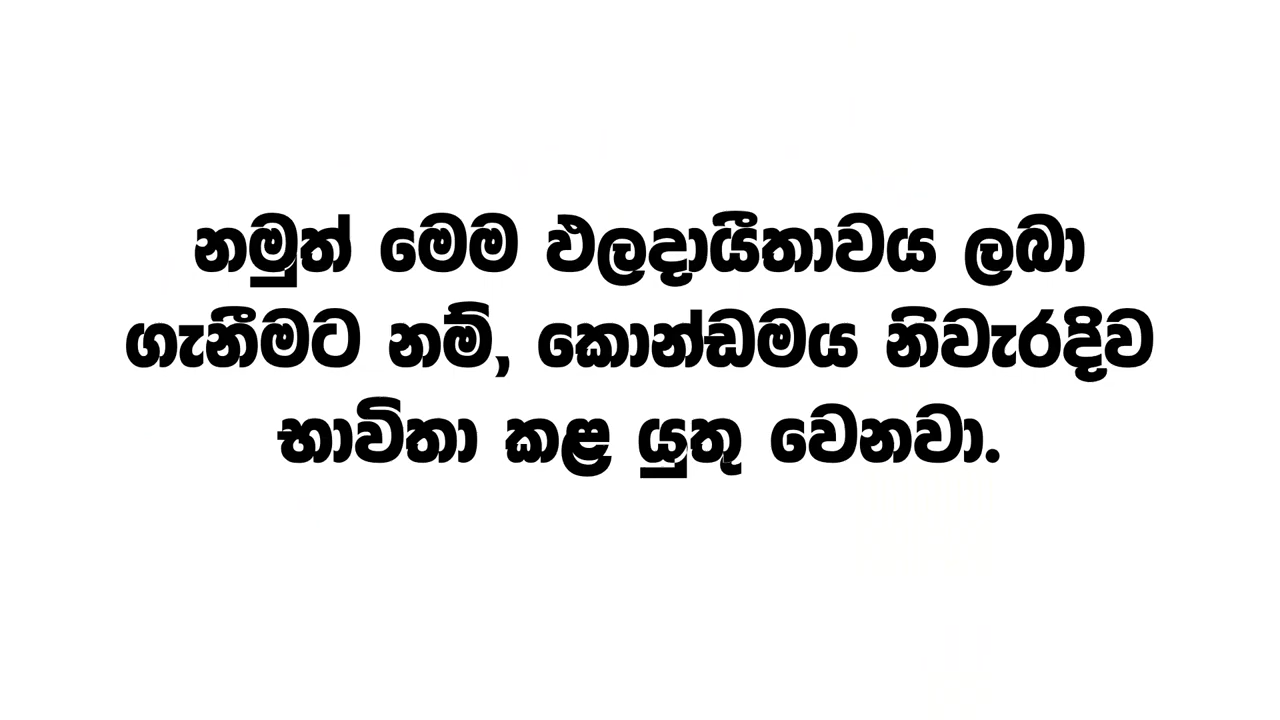 නමුත් මෙම ඵලදායීතාවය ලබා
ගැනීමට නම්, කොන්ඩමය නිවැරදිව
භාවිතා කළ යුතු වෙනවා.